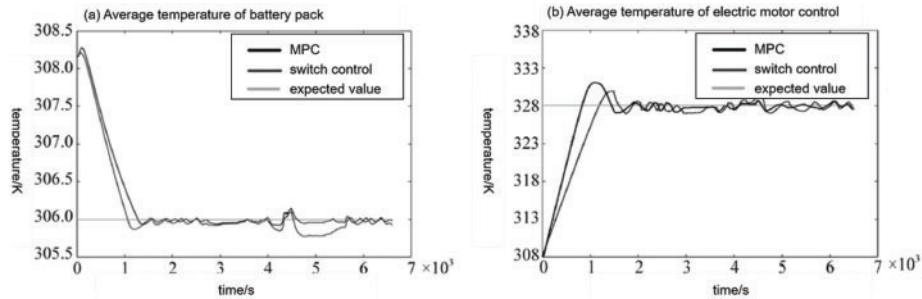 (a) Average temperature of battery pack
308.5
308.0
307.5
307.0
306.5
306.0
305.5
temperature/K
MPC
switch control
expected value
0 1 2 3 4 5 6 7 ×10³
time/s
(b) Average temperature of electric motor control
338
333
328
323
318
313
308
temperature/K
MPC
switch control
expected value
0 1 2 3 4 5 6 7 ×10³
time/s